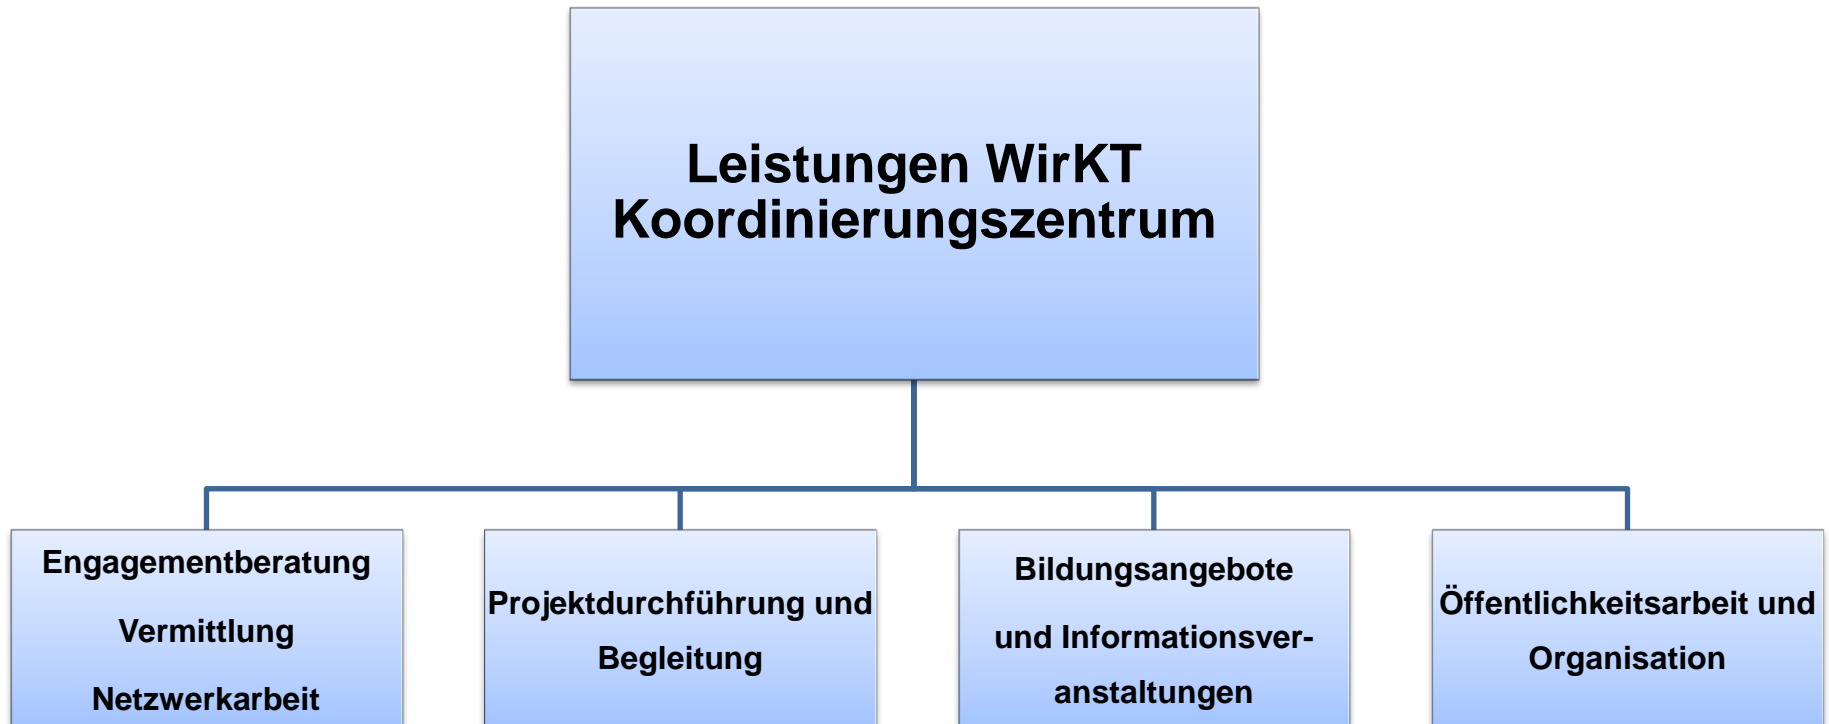 Leistungen WirKT
Koordinierungszentrum
Engagementberatung
Vermittlung
Netzwerkarbeit
Projektdurchführung und
Begleitung
Bildungsangebote
und Informationsver-
anstaltungen
Öffentlichkeitsarbeit und
Organisation